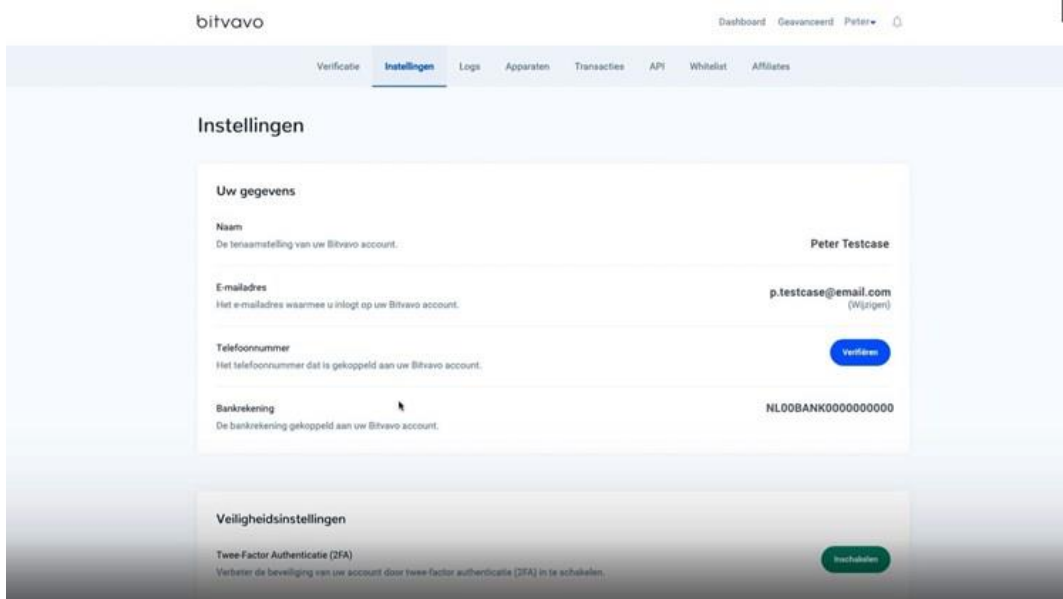 bitvavo
Dashboard Geavanceerd Peter
Verificatie Instellingen Logs Apparaten Transacties API Whitelist Affiliates
Instellingen
Uw gegevens
Naam
De tenaamstelling van uw Bitvavo account.
Peter Testcase
E-mailadres
Het e-mailadres waarmee u inlogt op uw Bitvavo account.
p.testcase@email.com
(Wijzigen)
Telefoonnummer
Het telefoonnummer dat is gekoppeld aan uw Bitvavo account.
Verifiëren
Bankrekening
De bankrekening gekoppeld aan uw Bitvavo account.
NL00BANK0000000000
Veiligheidsinstellingen
Twee-Factor Authenticatie (2FA)
Verbeter de beveiliging van uw account door twee-factor authenticatie (2FA) in te schakelen.
Inschakelen